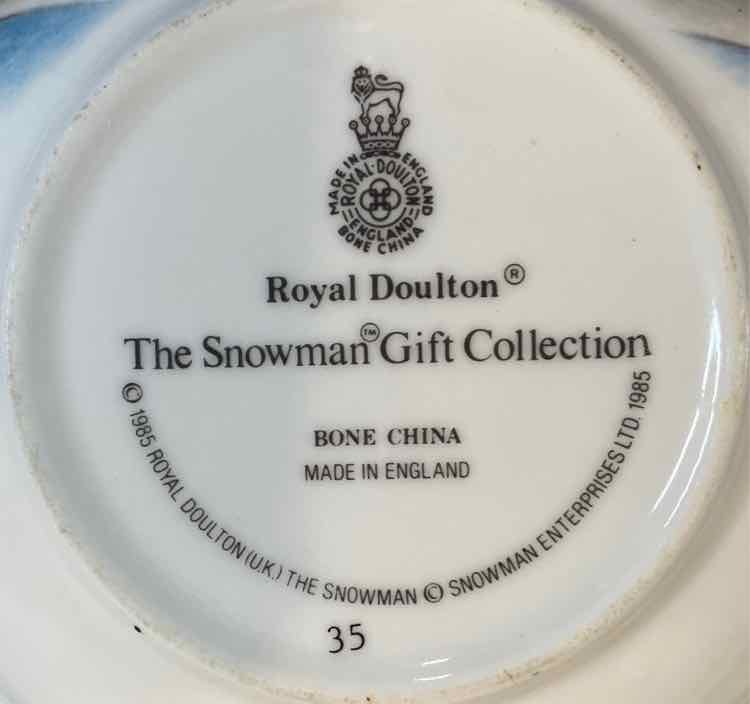 MADE IN ENGLAND
ROYAL·DOULTON
ENGLAND
BONE CHINA
Royal Doulton®
The Snowman™ Gift Collection
BONE CHINA
MADE IN ENGLAND
© 1985 ROYAL DOULTON (U.K.) THE SNOWMAN © SNOWMAN ENTERPRISES LTD. 1985
35